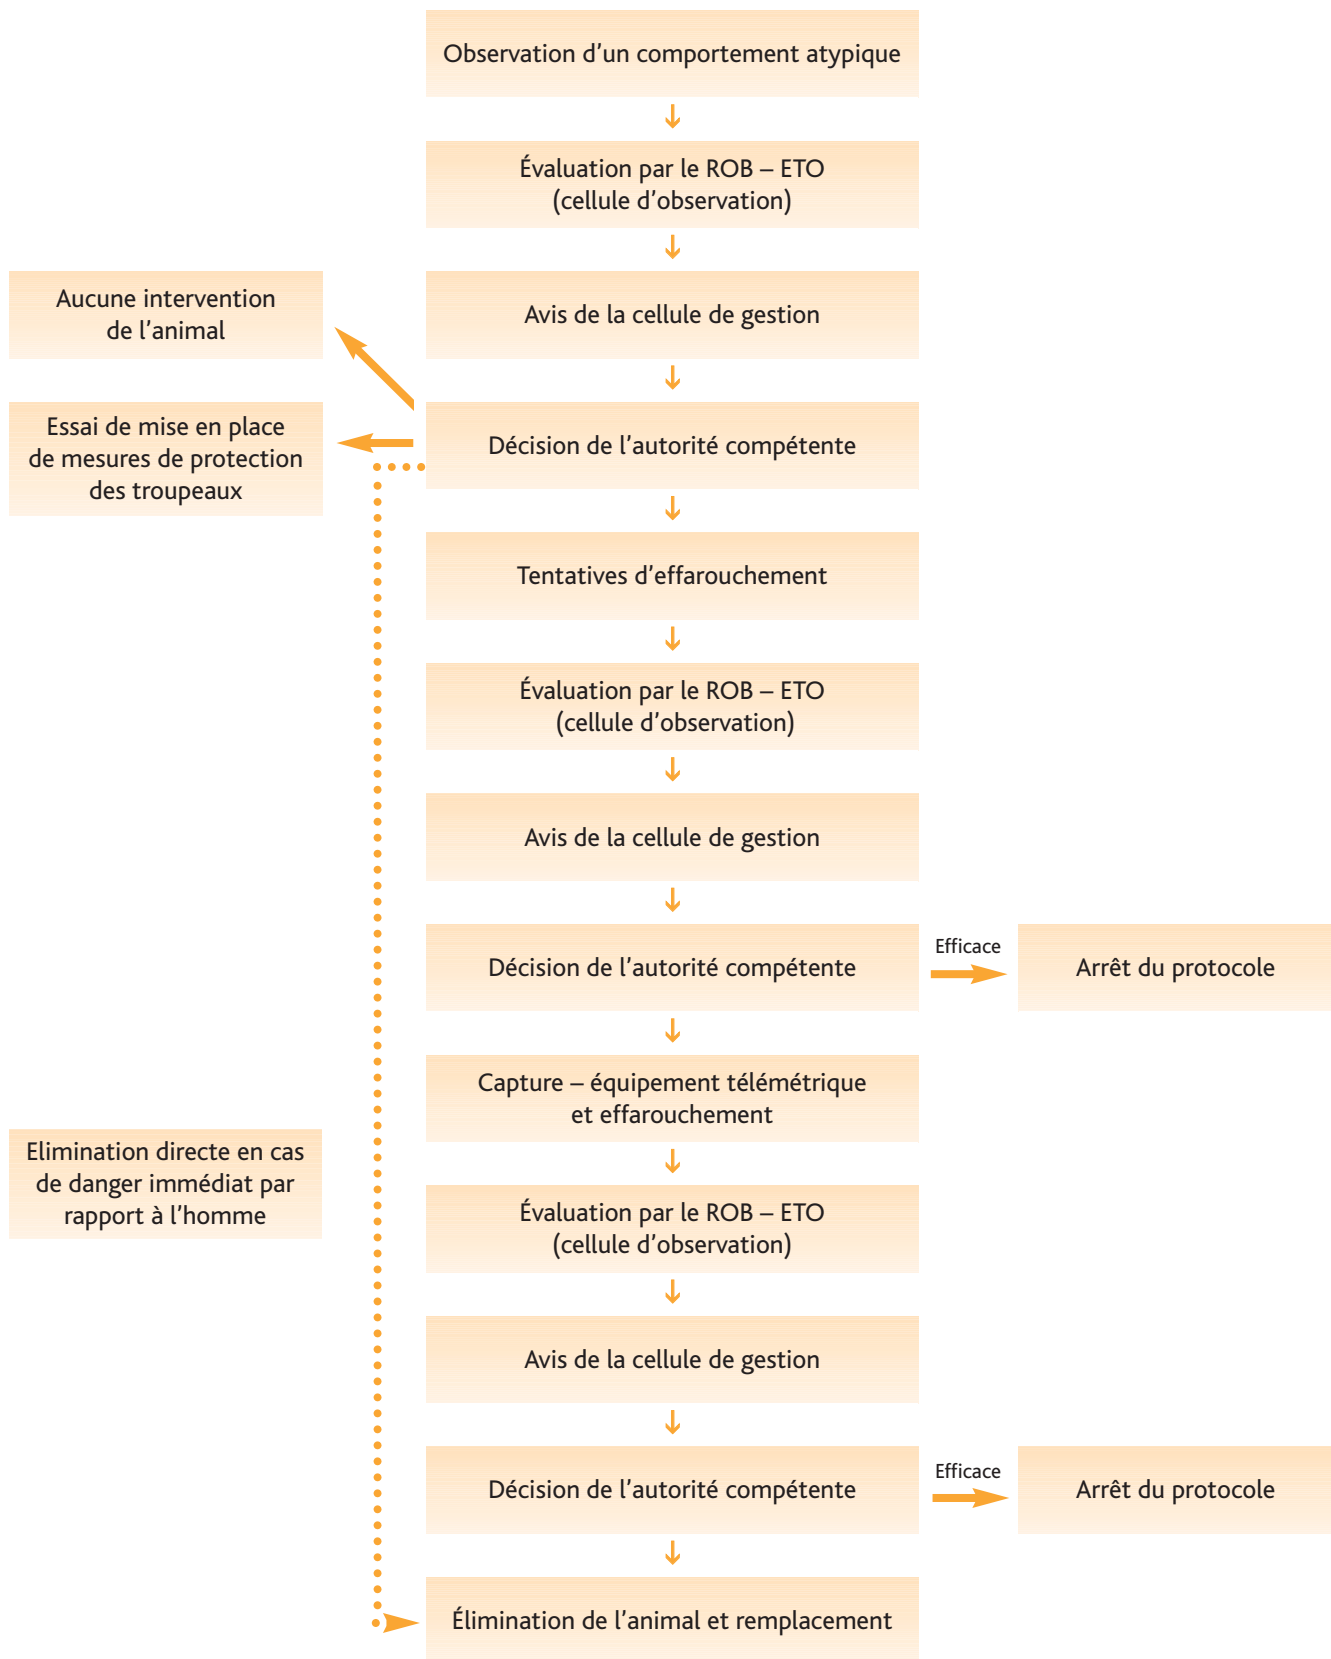 Observation d’un comportement atypique
Évaluation par le ROB – ETO
(cellule d’observation)
Aucune intervention
de l’animal
Avis de la cellule de gestion
Essai de mise en place
de mesures de protection
des troupeaux
Décision de l’autorité compétente
Tentatives d’effarouchement
Évaluation par le ROB – ETO
(cellule d’observation)
Avis de la cellule de gestion
Décision de l’autorité compétente
Efficace
Arrêt du protocole
Capture – équipement télémétrique
et effarouchement
Elimination directe en cas
de danger immédiat par
rapport à l’homme
Évaluation par le ROB – ETO
(cellule d’observation)
Avis de la cellule de gestion
Décision de l’autorité compétente
Efficace
Arrêt du protocole
Élimination de l’animal et remplacement